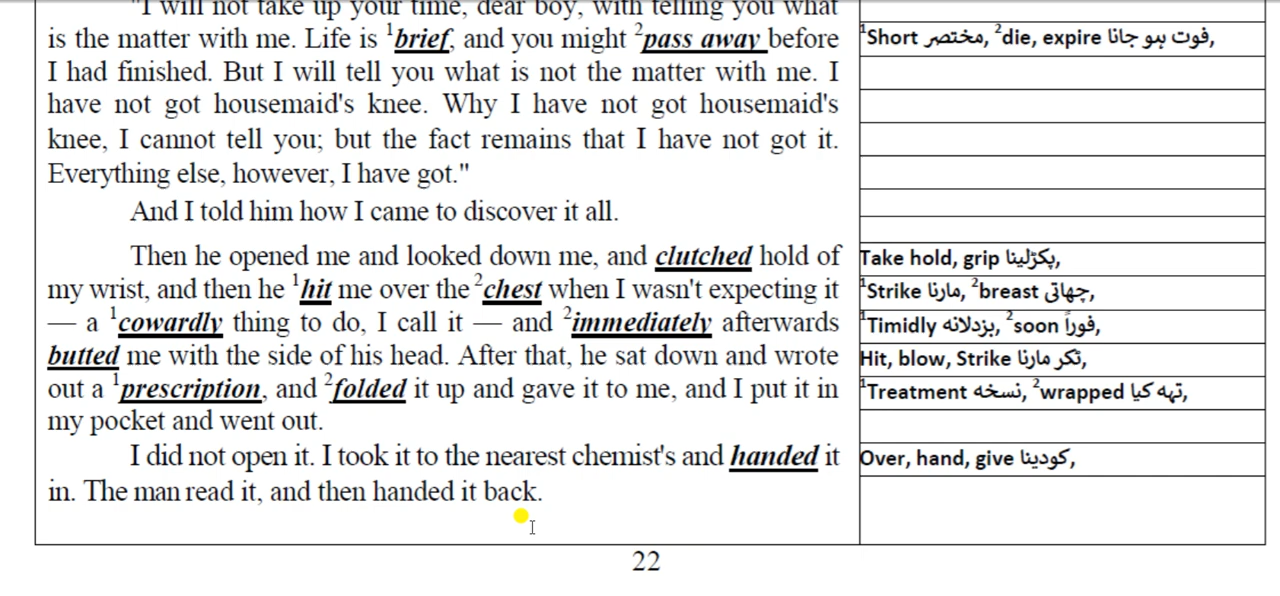 "I will not take up your time, dear boy, with telling you what
is the matter with me. Life is ¹brief, and you might ²pass away before
¹Short مختصر, ²die, expire فوت ہو جانا,
I had finished. But I will tell you what is not the matter with me. I
have not got housemaid's knee. Why I have not got housemaid's
knee, I cannot tell you; but the fact remains that I have not got it.
Everything else, however, I have got."
And I told him how I came to discover it all.
Then he opened me and looked down me, and clutched hold of
Take hold, grip پکڑلینا,
my wrist, and then he ¹hit me over the ²chest when I wasn't expecting it
¹Strike مارنا, ²breast چھاتی,
— a ¹cowardly thing to do, I call it — and ²immediately afterwards
¹Timidly بزدلانہ, ²soon فوراً,
butted me with the side of his head. After that, he sat down and wrote
Hit, blow, Strike ٹکر مارنا,
out a ¹prescription, and ²folded it up and gave it to me, and I put it in
¹Treatment نسخہ, ²wrapped تہہ کیا,
my pocket and went out.
I did not open it. I took it to the nearest chemist's and handed it
Over, hand, give کودینا,
in. The man read it, and then handed it back.
22